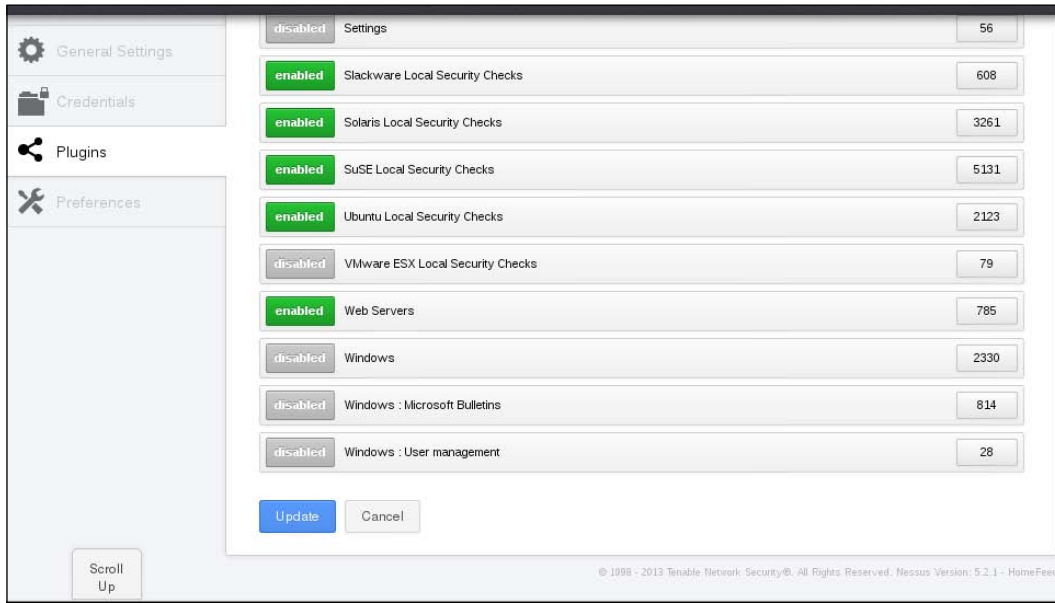 General Settings
Credentials
Plugins
Preferences
disabled Settings 56
enabled Slackware Local Security Checks 608
enabled Solaris Local Security Checks 3261
enabled SuSE Local Security Checks 5131
enabled Ubuntu Local Security Checks 2123
disabled VMware ESX Local Security Checks 79
enabled Web Servers 785
disabled Windows 2330
disabled Windows : Microsoft Bulletins 814
disabled Windows : User management 28
Update Cancel
Scroll
Up
© 1998 - 2013 Tenable Network Security®. All Rights Reserved. Nessus Version: 5.2.1 - HomeFeed